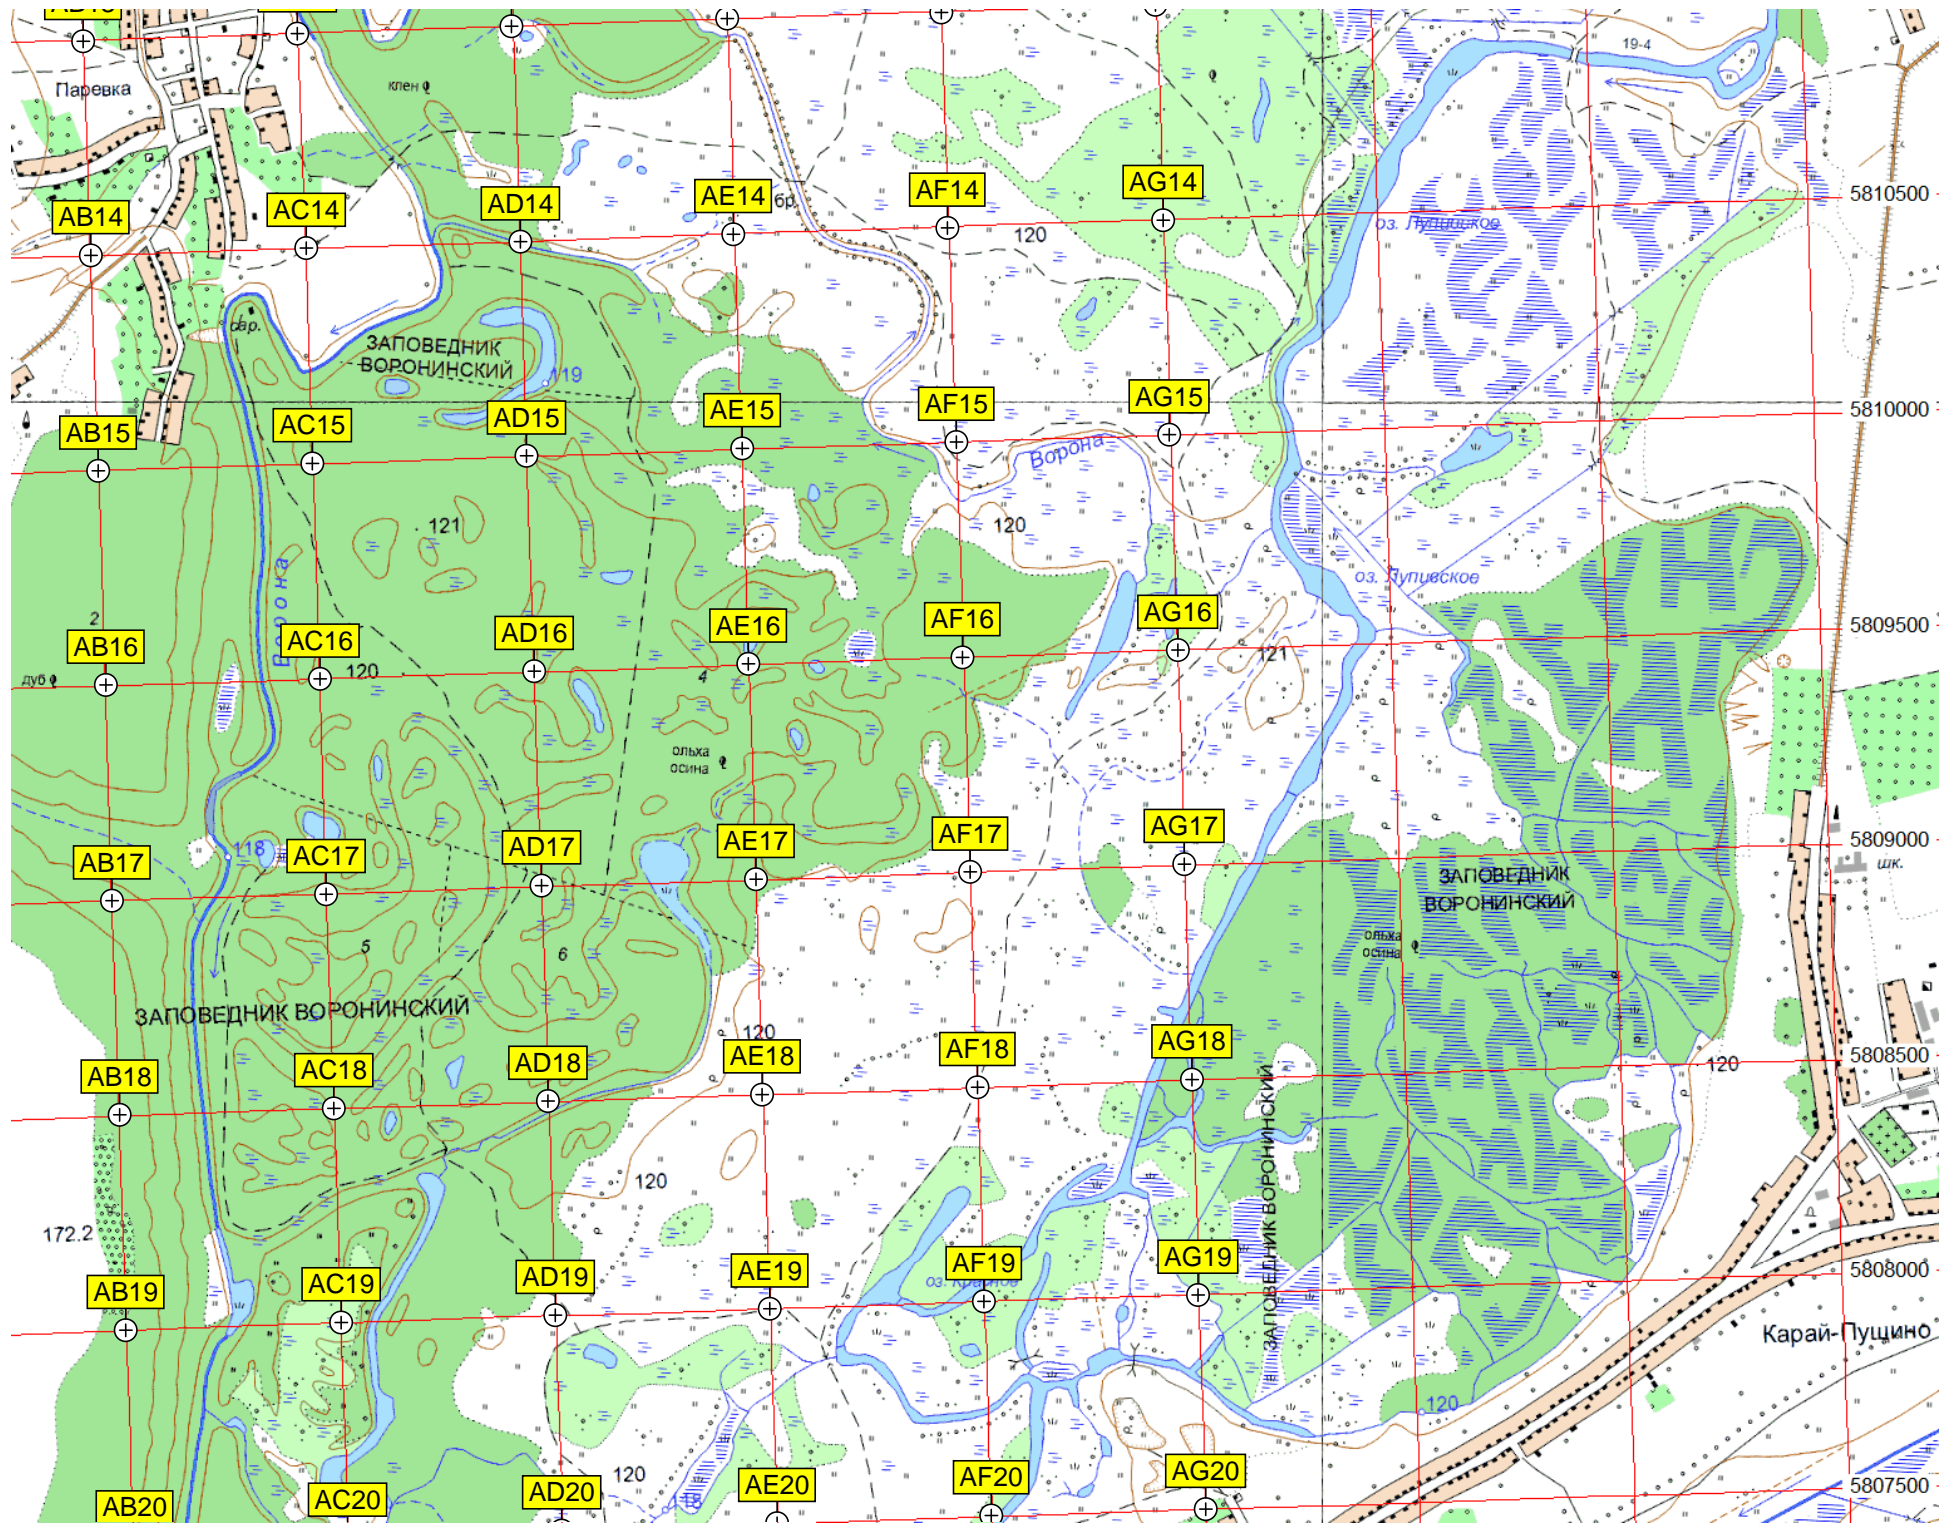 19-4
Паревка
клен
AB14
AC14
AD14
AE14
бр.
AF14
AG14
5810500
120
ЗАПОВЕДНИК
ВОРОНИНСКИЙ
119
AB15
AC15
AD15
AE15
AF15
AG15
5810000
Ворона
121
120
Ворона
2
AB16
AC16
AD16
AE16
AF16
AG16
5809500
дуб
120
4
121
ольха
осина
AB17
118
AC17
AD17
AE17
AF17
AG17
5809000
шк.
ЗАПОВЕДНИК
ВОРОНИНСКИЙ
ольха
осина
5
6
ЗАПОВЕДНИК ВОРОНИНСКИЙ
120
AB18
AC18
AD18
AE18
AF18
AG18
5808500
120
ЗАПОВЕДНИК ВОРОНИНСКИЙ
120
172.2
AB19
AC19
AD19
AE19
AF19
AG19
5808000
оз. Красное
Карай-Пущино
120
AB20
AC20
AD20
AE20
AF20
AG20
5807500
120
118